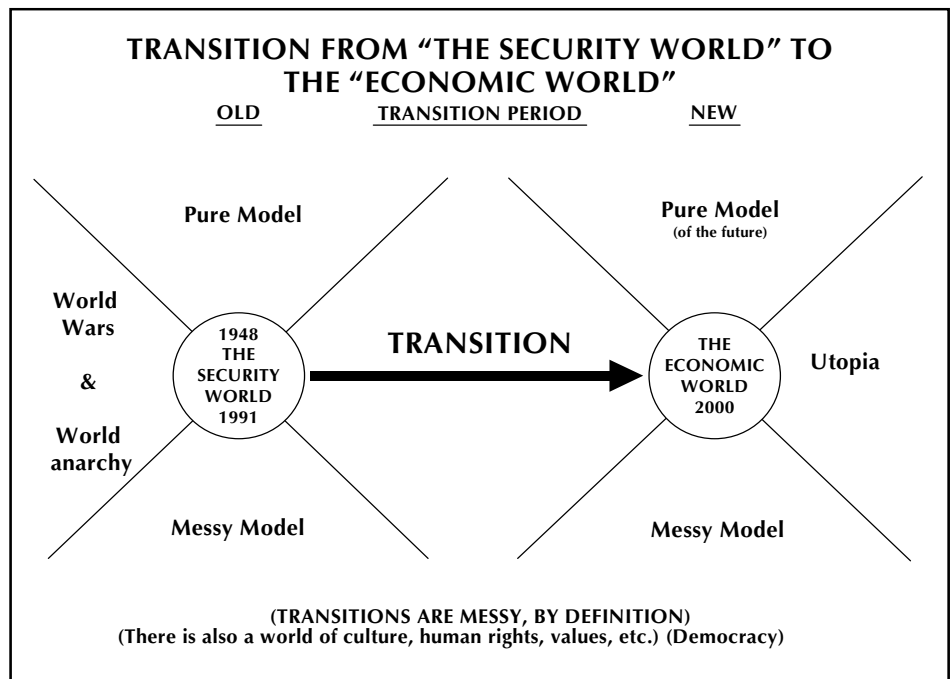 TRANSITION FROM “THE SECURITY WORLD” TO
THE “ECONOMIC WORLD”
OLD
TRANSITION PERIOD
NEW
Pure Model
Pure Model
(of the future)
World
Wars
&
World
anarchy
1948
THE
SECURITY
WORLD
1991
TRANSITION
THE
ECONOMIC
WORLD
2000
Utopia
Messy Model
Messy Model
(TRANSITIONS ARE MESSY, BY DEFINITION)
(There is also a world of culture, human rights, values, etc.) (Democracy)